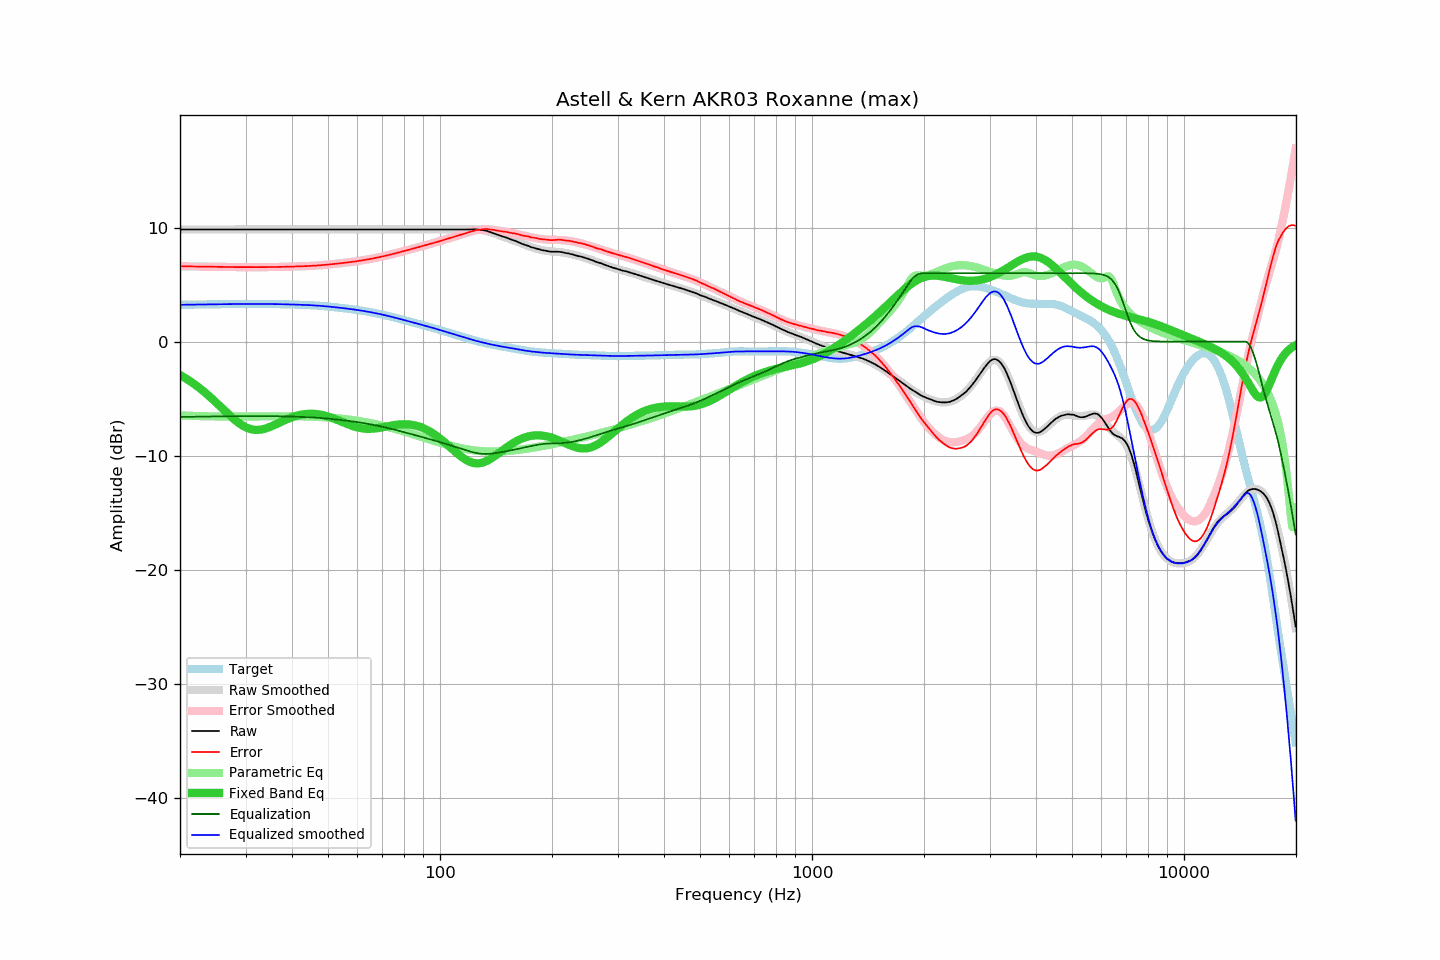 Astell & Kern AKR03 Roxanne (max)
10
0
−10
−20
−30
−40
Amplitude (dBr)
Target
Raw Smoothed
Error Smoothed
Raw
Error
Parametric Eq
Fixed Band Eq
Equalization
Equalized smoothed
100
1000
10000
Frequency (Hz)